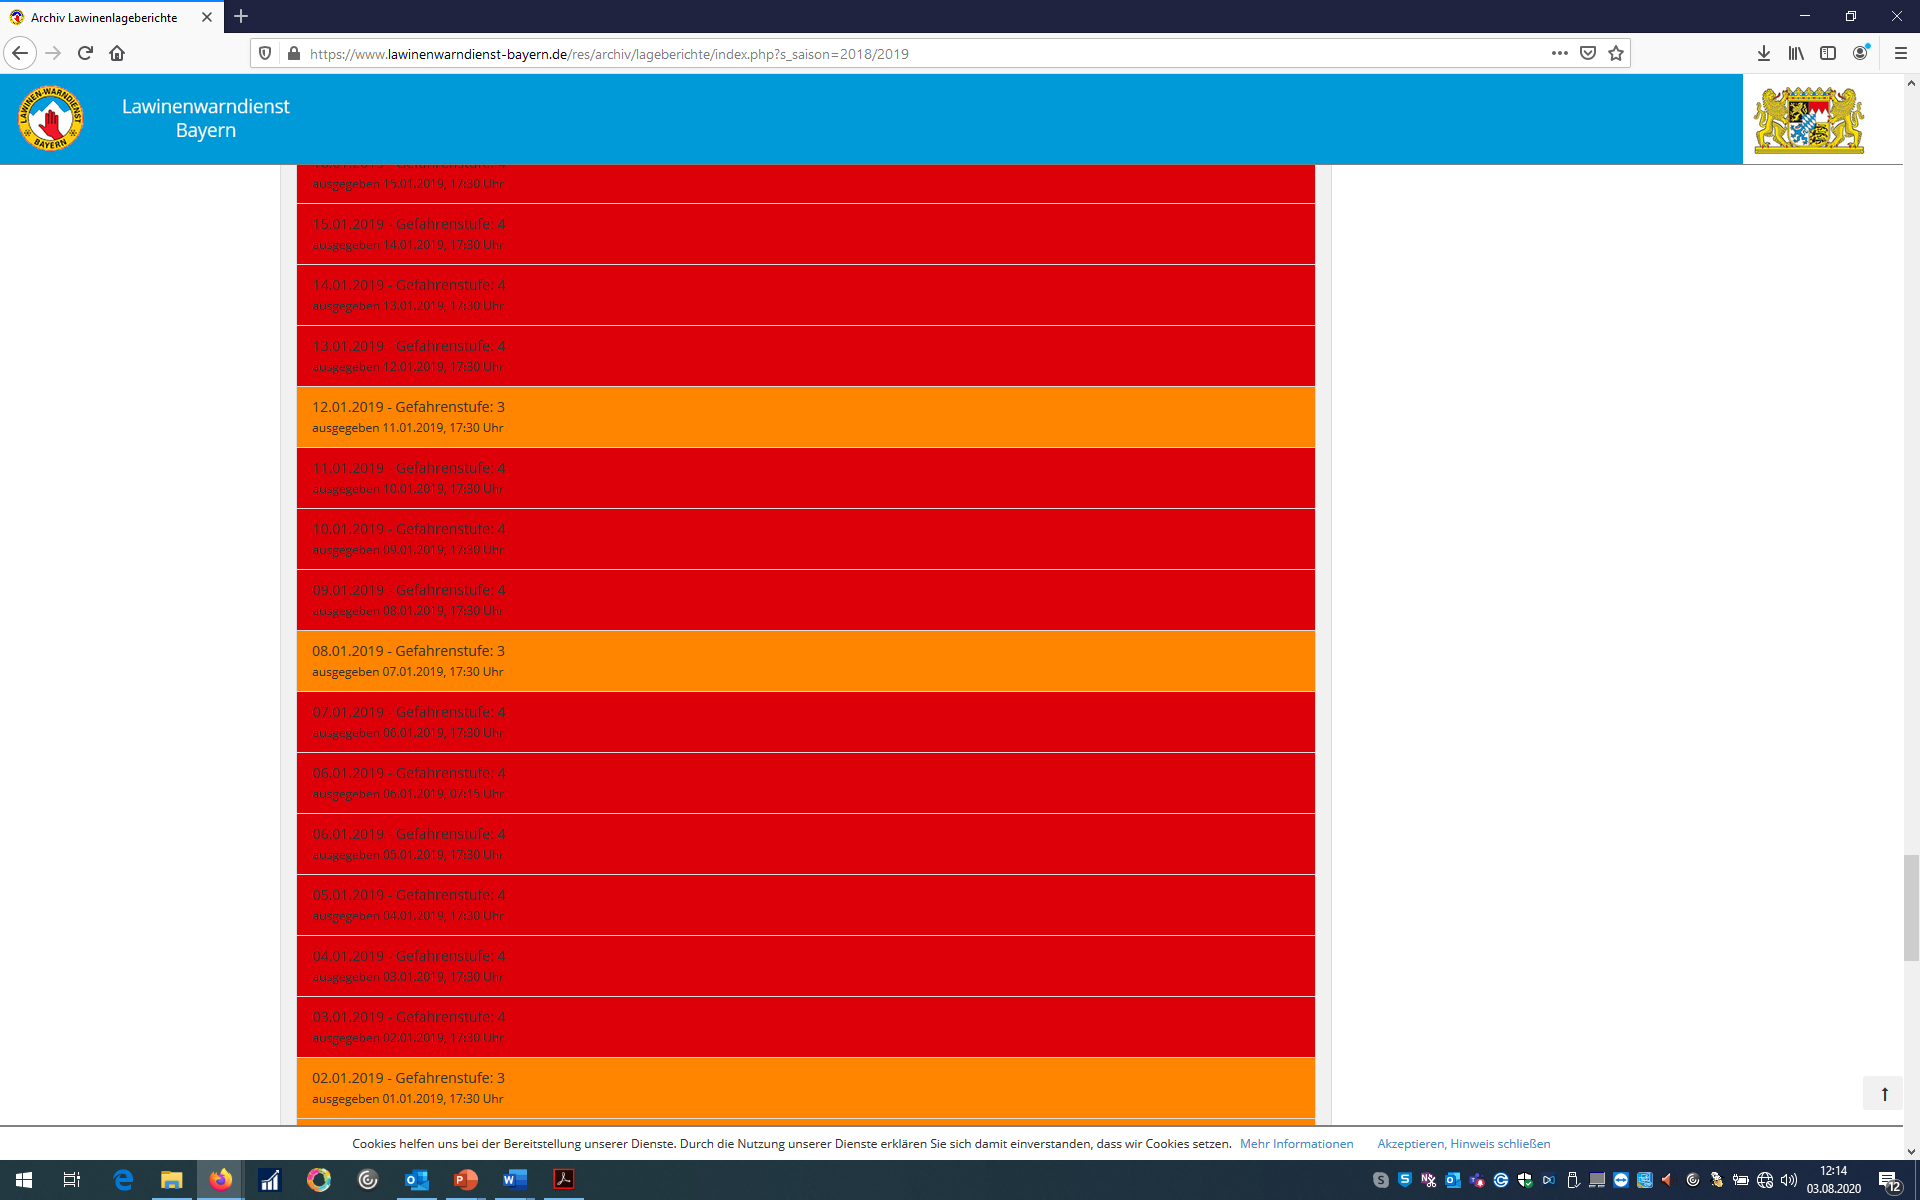 Archiv Lawinenlageberichte
https://www.lawinenwarndienst-bayern.de/res/archiv/lageberichte/index.php?s_saison=2018/2019
LAWINEN-WARNDIENST
BAYERN
Lawinenwarndienst
Bayern
ausgegeben 15.01.2019, 17:30 Uhr
15.01.2019 - Gefahrenstufe: 4
ausgegeben 14.01.2019, 17:30 Uhr
14.01.2019 - Gefahrenstufe: 4
ausgegeben 13.01.2019, 17:30 Uhr
13.01.2019 - Gefahrenstufe: 4
ausgegeben 12.01.2019, 17:30 Uhr
12.01.2019 - Gefahrenstufe: 3
ausgegeben 11.01.2019, 17:30 Uhr
11.01.2019 - Gefahrenstufe: 4
ausgegeben 10.01.2019, 17:30 Uhr
10.01.2019 - Gefahrenstufe: 4
ausgegeben 09.01.2019, 17:30 Uhr
09.01.2019 - Gefahrenstufe: 4
ausgegeben 08.01.2019, 17:30 Uhr
08.01.2019 - Gefahrenstufe: 3
ausgegeben 07.01.2019, 17:30 Uhr
07.01.2019 - Gefahrenstufe: 4
ausgegeben 06.01.2019, 17:30 Uhr
06.01.2019 - Gefahrenstufe: 4
ausgegeben 06.01.2019, 07:15 Uhr
06.01.2019 - Gefahrenstufe: 4
ausgegeben 05.01.2019, 17:30 Uhr
05.01.2019 - Gefahrenstufe: 4
ausgegeben 04.01.2019, 17:30 Uhr
04.01.2019 - Gefahrenstufe: 4
ausgegeben 03.01.2019, 17:30 Uhr
03.01.2019 - Gefahrenstufe: 4
ausgegeben 02.01.2019, 17:30 Uhr
02.01.2019 - Gefahrenstufe: 3
ausgegeben 01.01.2019, 17:30 Uhr
Cookies helfen uns bei der Bereitstellung unserer Dienste. Durch die Nutzung unserer Dienste erklären Sie sich damit einverstanden, dass wir Cookies setzen. Mehr Informationen Akzeptieren, Hinweis schließen
12:14
03.08.2020
12